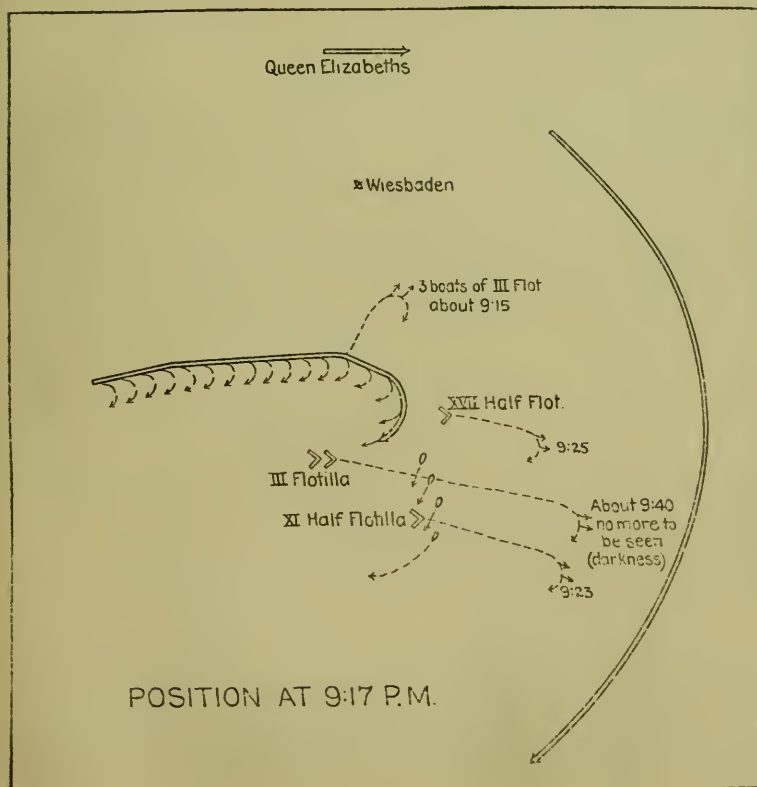 Queen Elizabeths
Wiesbaden
3 boats of III Flot
about 9·15
XVII Half Flot.
9:25
III Flotilla
XI Half Flotilla
About 9:40
no more to
be seen
(darkness)
9:23
POSITION AT 9:17 P.M.